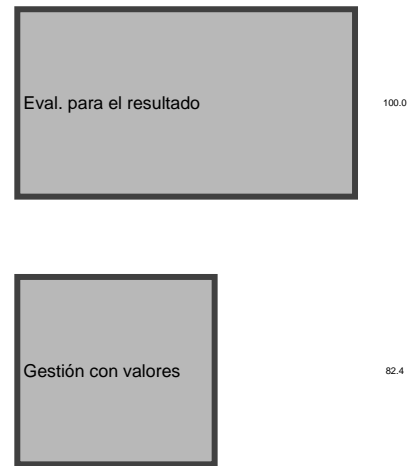 Eval. para el resultado 100.0
Gestión con valores 82.4